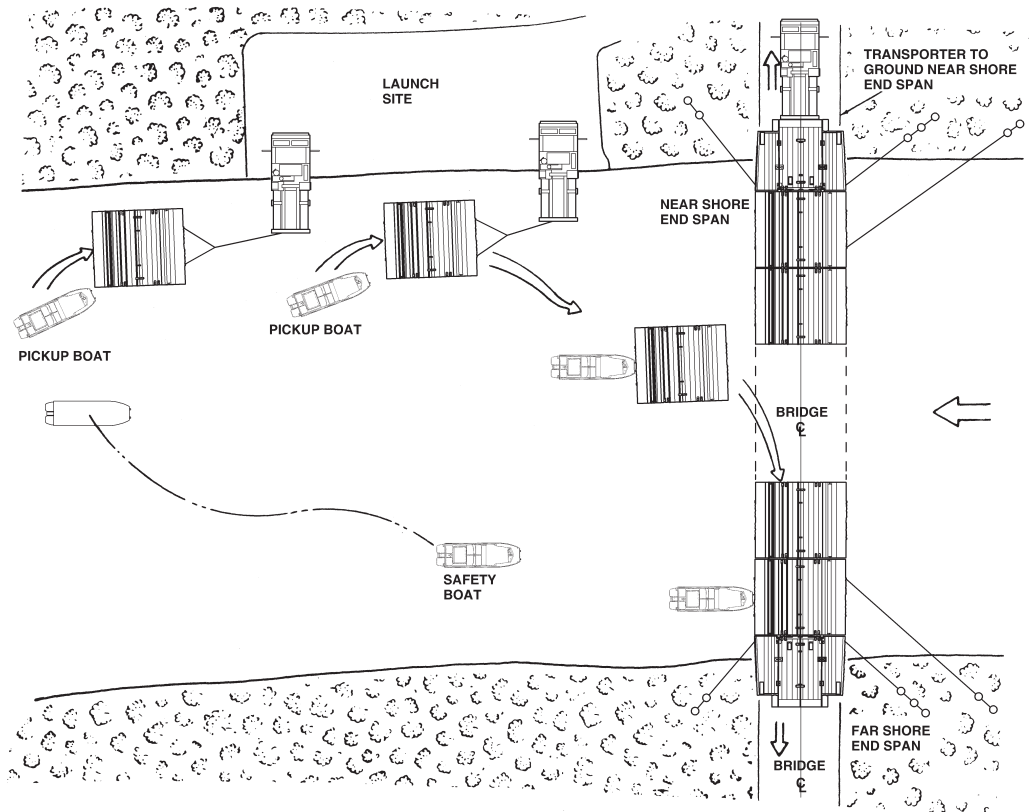 LAUNCH
SITE
TRANSPORTER TO
GROUND NEAR SHORE
END SPAN
NEAR SHORE
END SPAN
PICKUP BOAT
PICKUP BOAT
BRIDGE
℄
SAFETY
BOAT
FAR SHORE
END SPAN
BRIDGE
℄